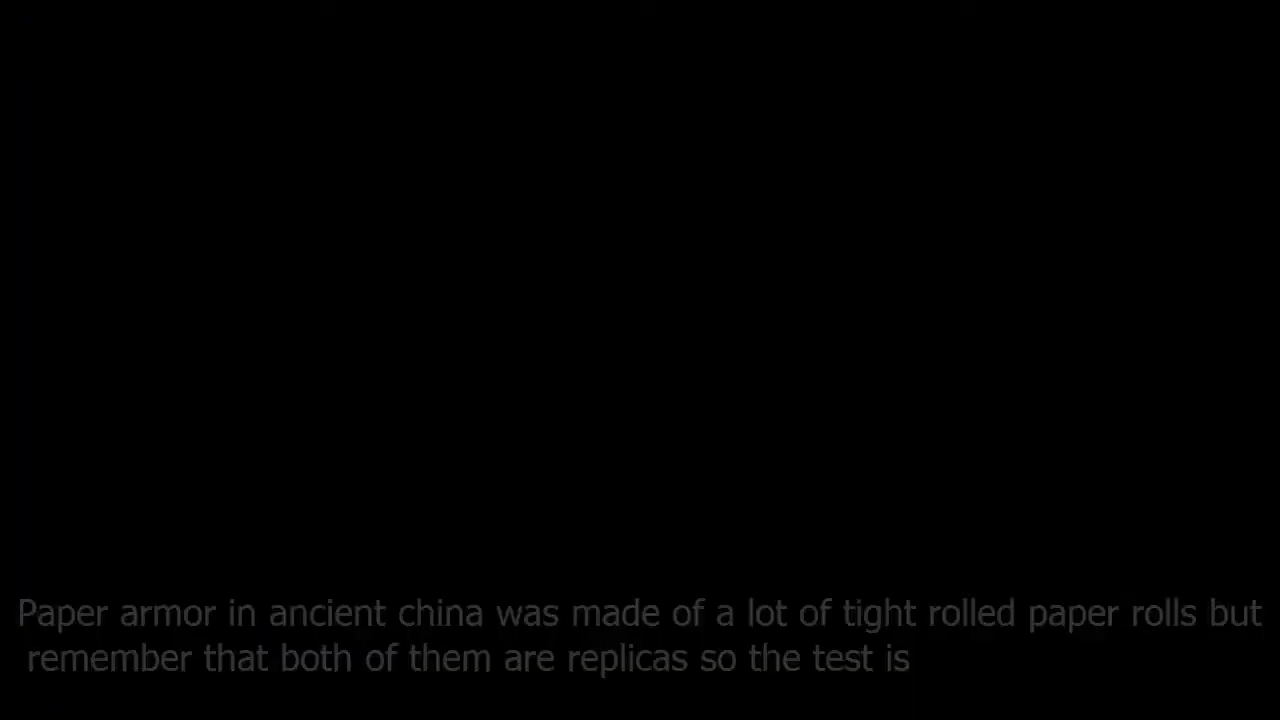 Paper armor in ancient china was made of a lot of tight rolled paper rolls but
remember that both of them are replicas so the test is